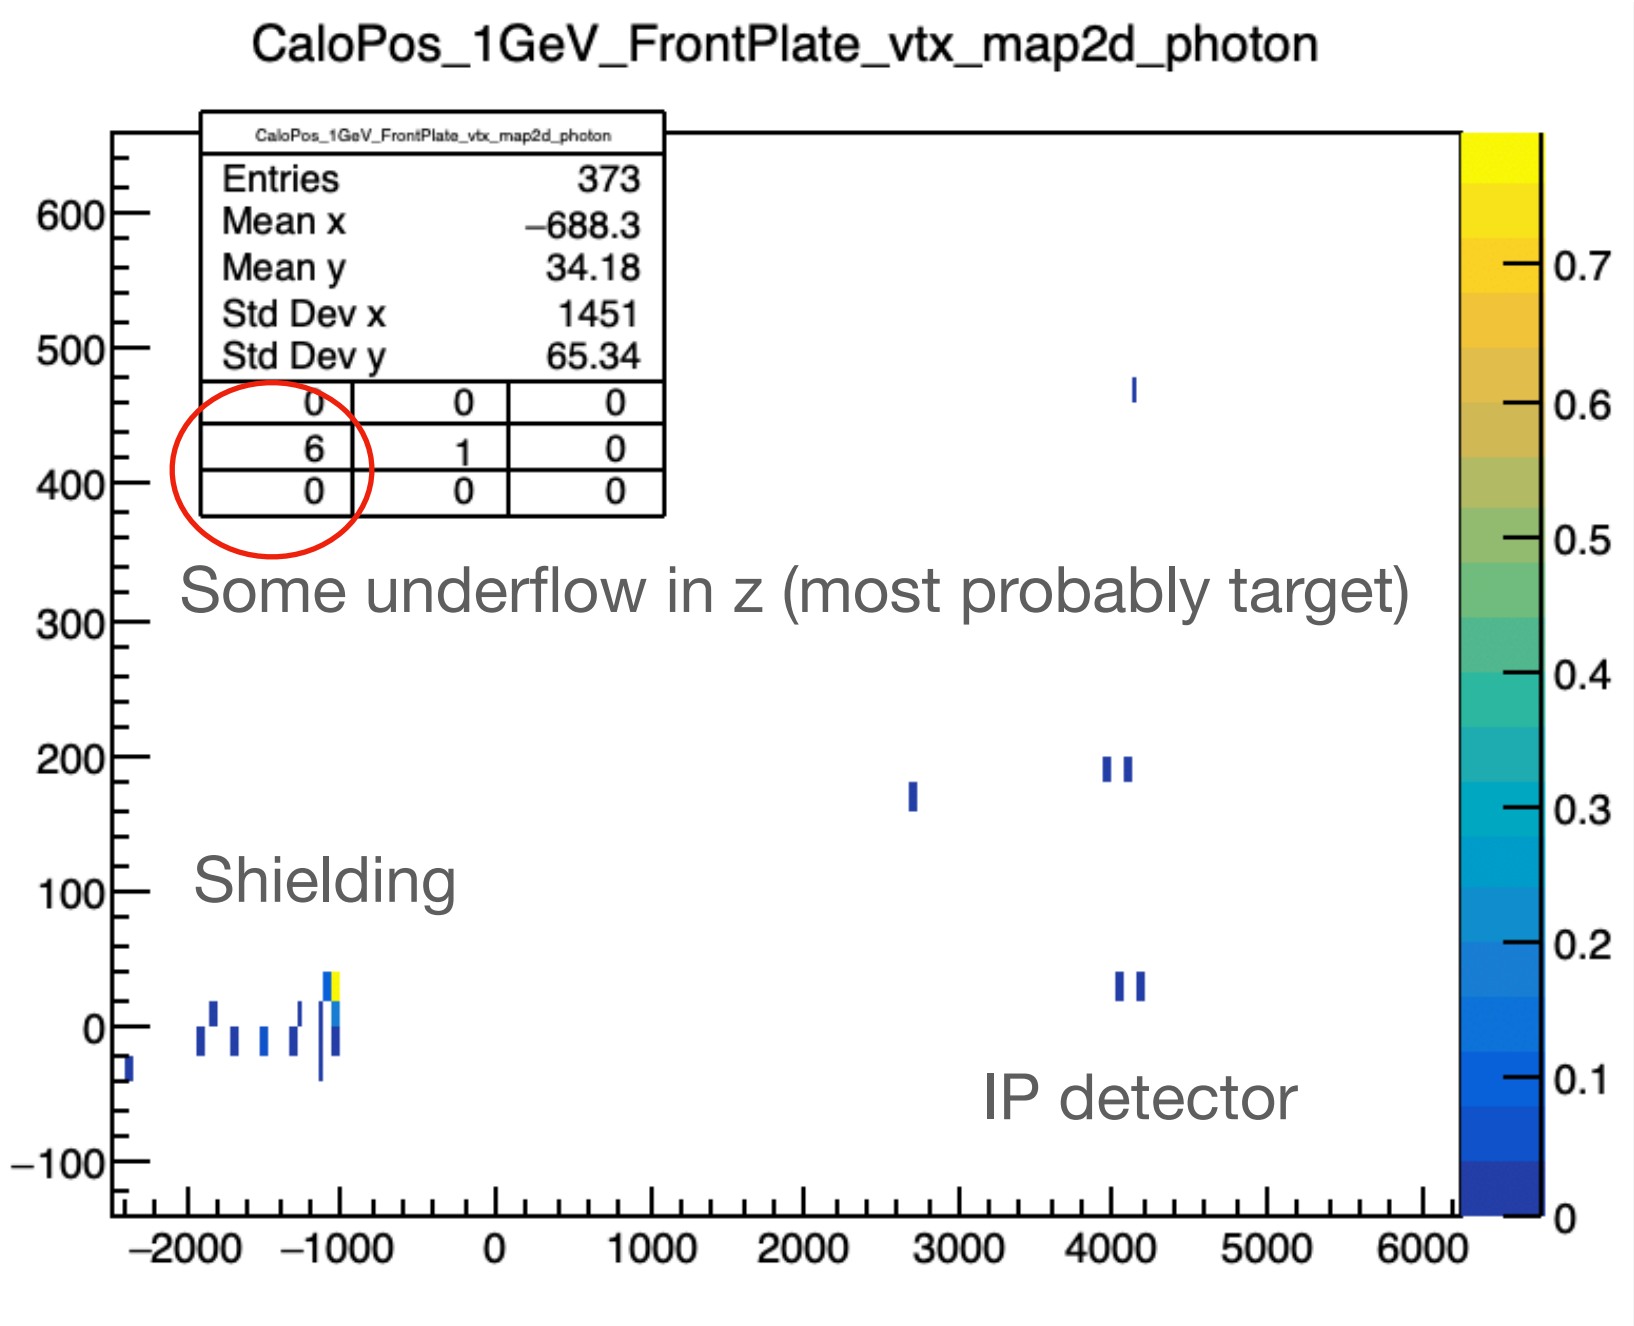 CaloPos_1GeV_FrontPlate_vtx_map2d_photon
CaloPos_1GeV_FrontPlate_vtx_map2d_photon
Entries 373
Mean x −688.3
Mean y 34.18
Std Dev x 1451
Std Dev y 65.34
0 0 0
6 1 0
0 0 0
Some underflow in z (most probably target)
Shielding
IP detector
600
500
400
300
200
100
0
−100
−2000 −1000 0 1000 2000 3000 4000 5000 6000
0.7
0.6
0.5
0.4
0.3
0.2
0.1
0